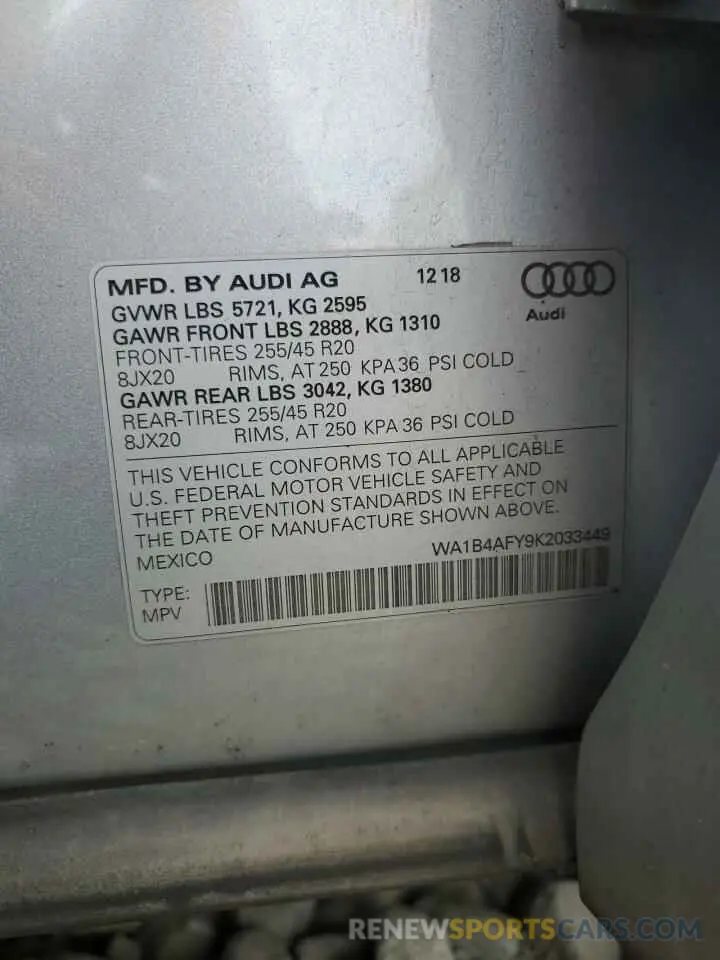 MFD. BY AUDI AG 12 18
GVWR LBS 5721, KG 2595
Audi
GAWR FRONT LBS 2888, KG 1310
FRONT-TIRES 255/45 R20
8JX20 RIMS, AT 250 KPA 36 PSI COLD
GAWR REAR LBS 3042, KG 1380
REAR-TIRES 255/45 R20
8JX20 RIMS, AT 250 KPA 36 PSI COLD
THIS VEHICLE CONFORMS TO ALL APPLICABLE
U.S. FEDERAL MOTOR VEHICLE SAFETY AND
THEFT PREVENTION STANDARDS IN EFFECT ON
THE DATE OF MANUFACTURE SHOWN ABOVE.
MEXICO WA1B4AFY9K2033449
TYPE:
MPV
RENEWSPORTSCARS.COM